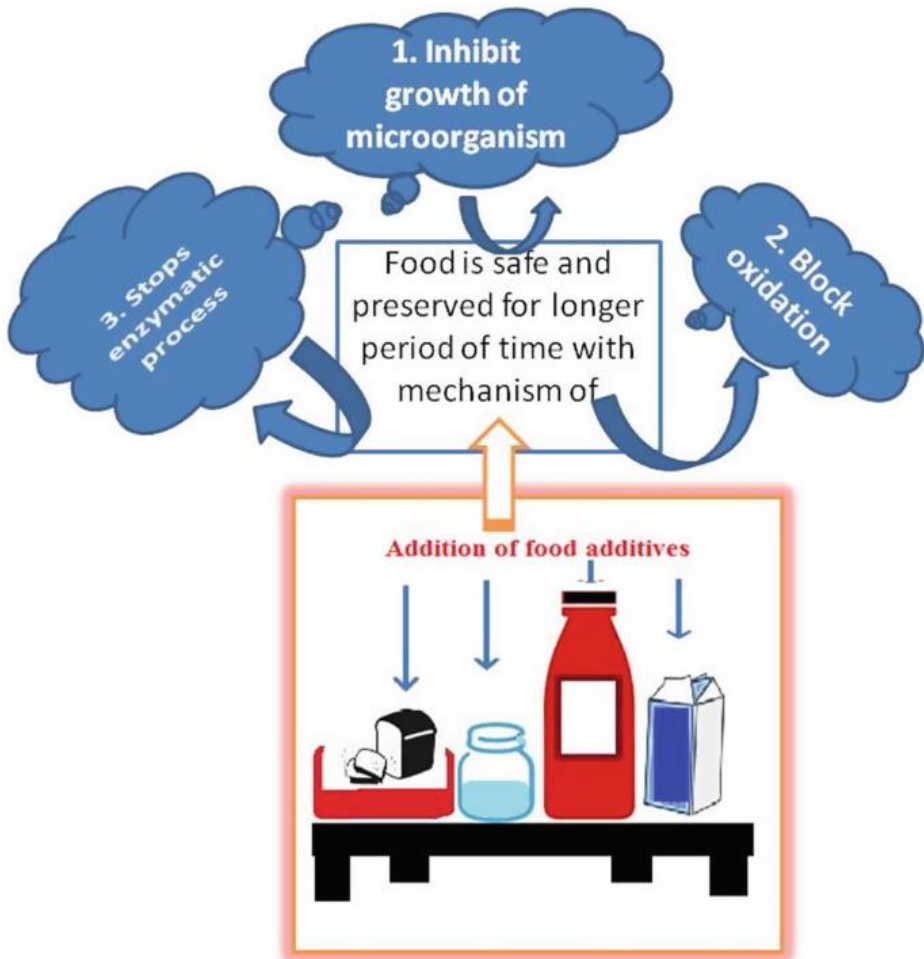 1. Inhibit
growth of
microorganism
2. Block
oxidation
3. Stops
enzymatic
process
Food is safe and
preserved for longer
period of time with
mechanism of
Addition of food additives